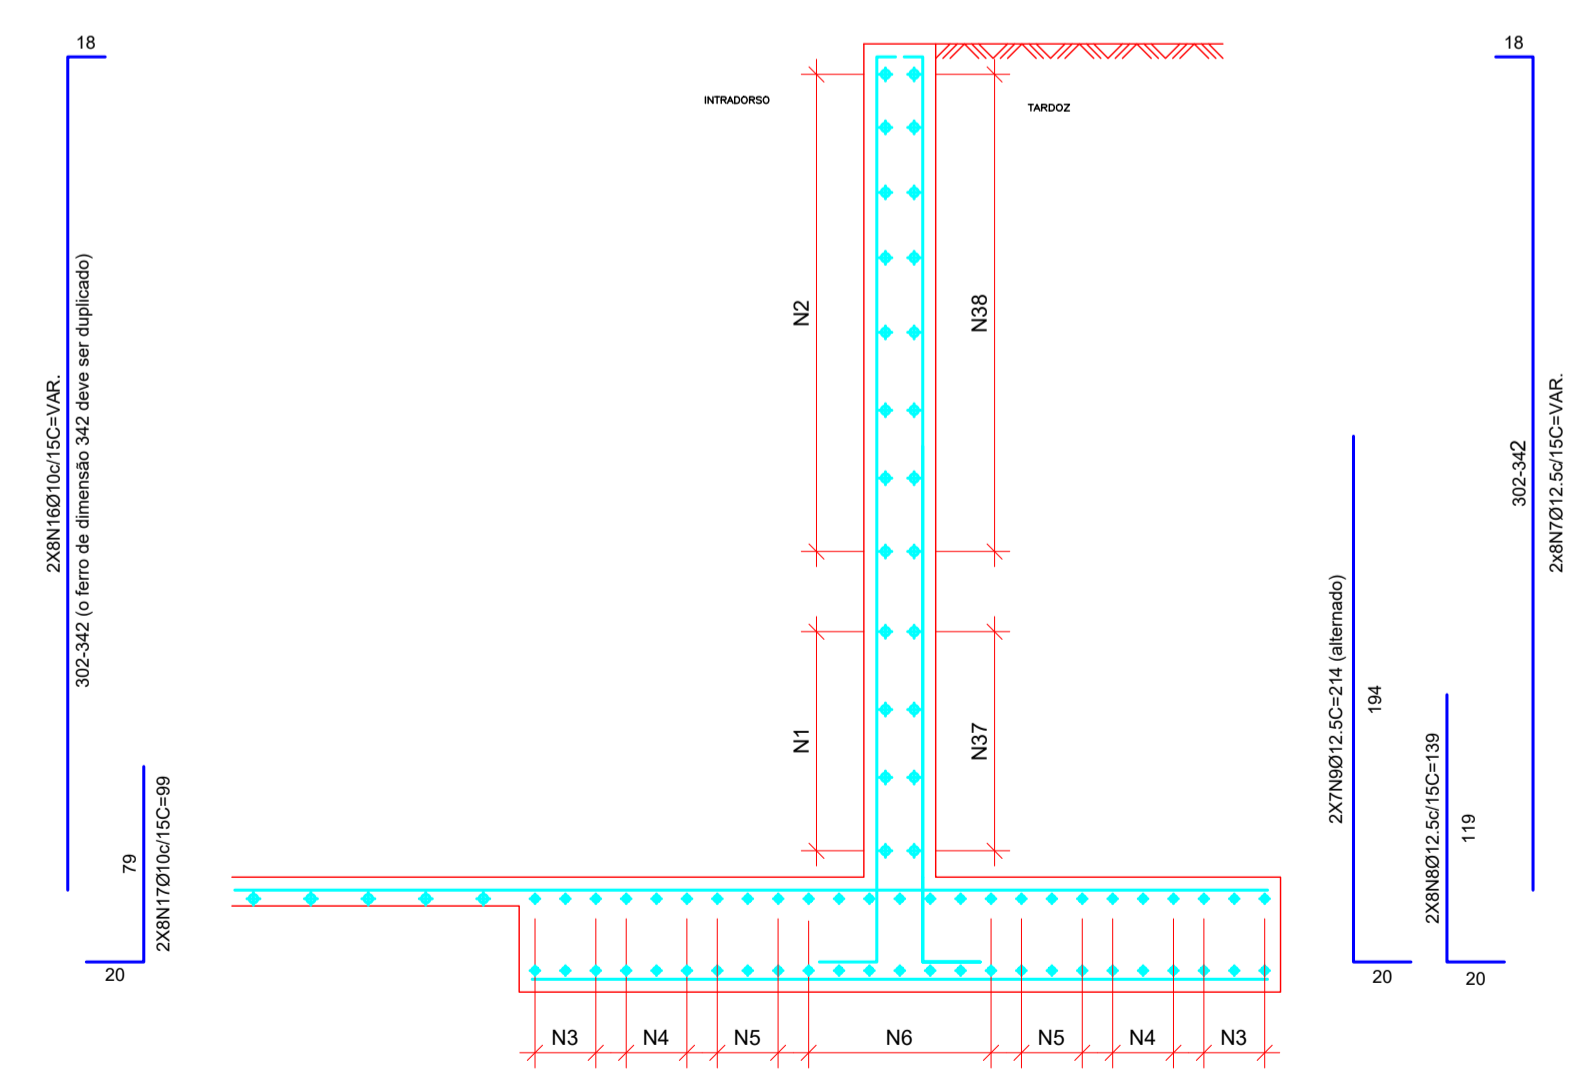 18
2X8N16Ø10c/15C=VAR.
302-342 (o ferro de dimensão 342 deve ser duplicado)
79
2X8N17Ø10c/15C=99
20
INTRADORSO
TARDOZ
N2
N38
N1
N37
N3
N4
N5
N6
N5
N4
N3
2X7N9Ø12.5C=214 (alternado)
194
20
2X8N8Ø12.5c/15C=139
119
20
18
302-342
2x8N7Ø12.5c/15C=VAR.